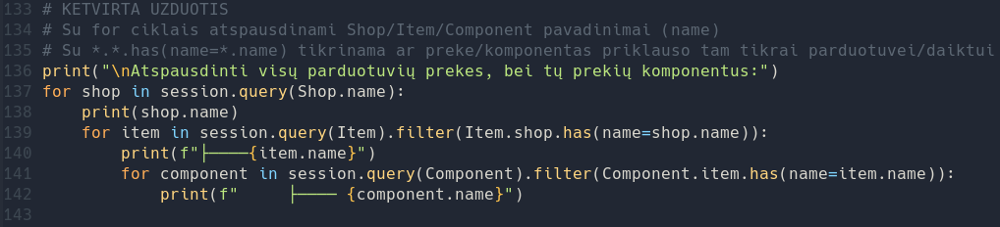 133 # KETVIRTA UZDUOTIS
134 # Su for ciklais atspausdinami Shop/Item/Component pavadinimai (name)
135 # Su *.*.has(name=*.name) tikrinama ar preke/komponentas priklauso tam tikrai parduotuvei/daiktui
136 print("\nAtspausdinti visų parduotuvių prekes, bei tų prekių komponentus:")
137 for shop in session.query(Shop.name):
138     print(shop.name)
139     for item in session.query(Item).filter(Item.shop.has(name=shop.name)):
140         print(f"├────{item.name}")
141         for component in session.query(Component).filter(Component.item.has(name=item.name)):
142             print(f"     ├──── {component.name}")
143